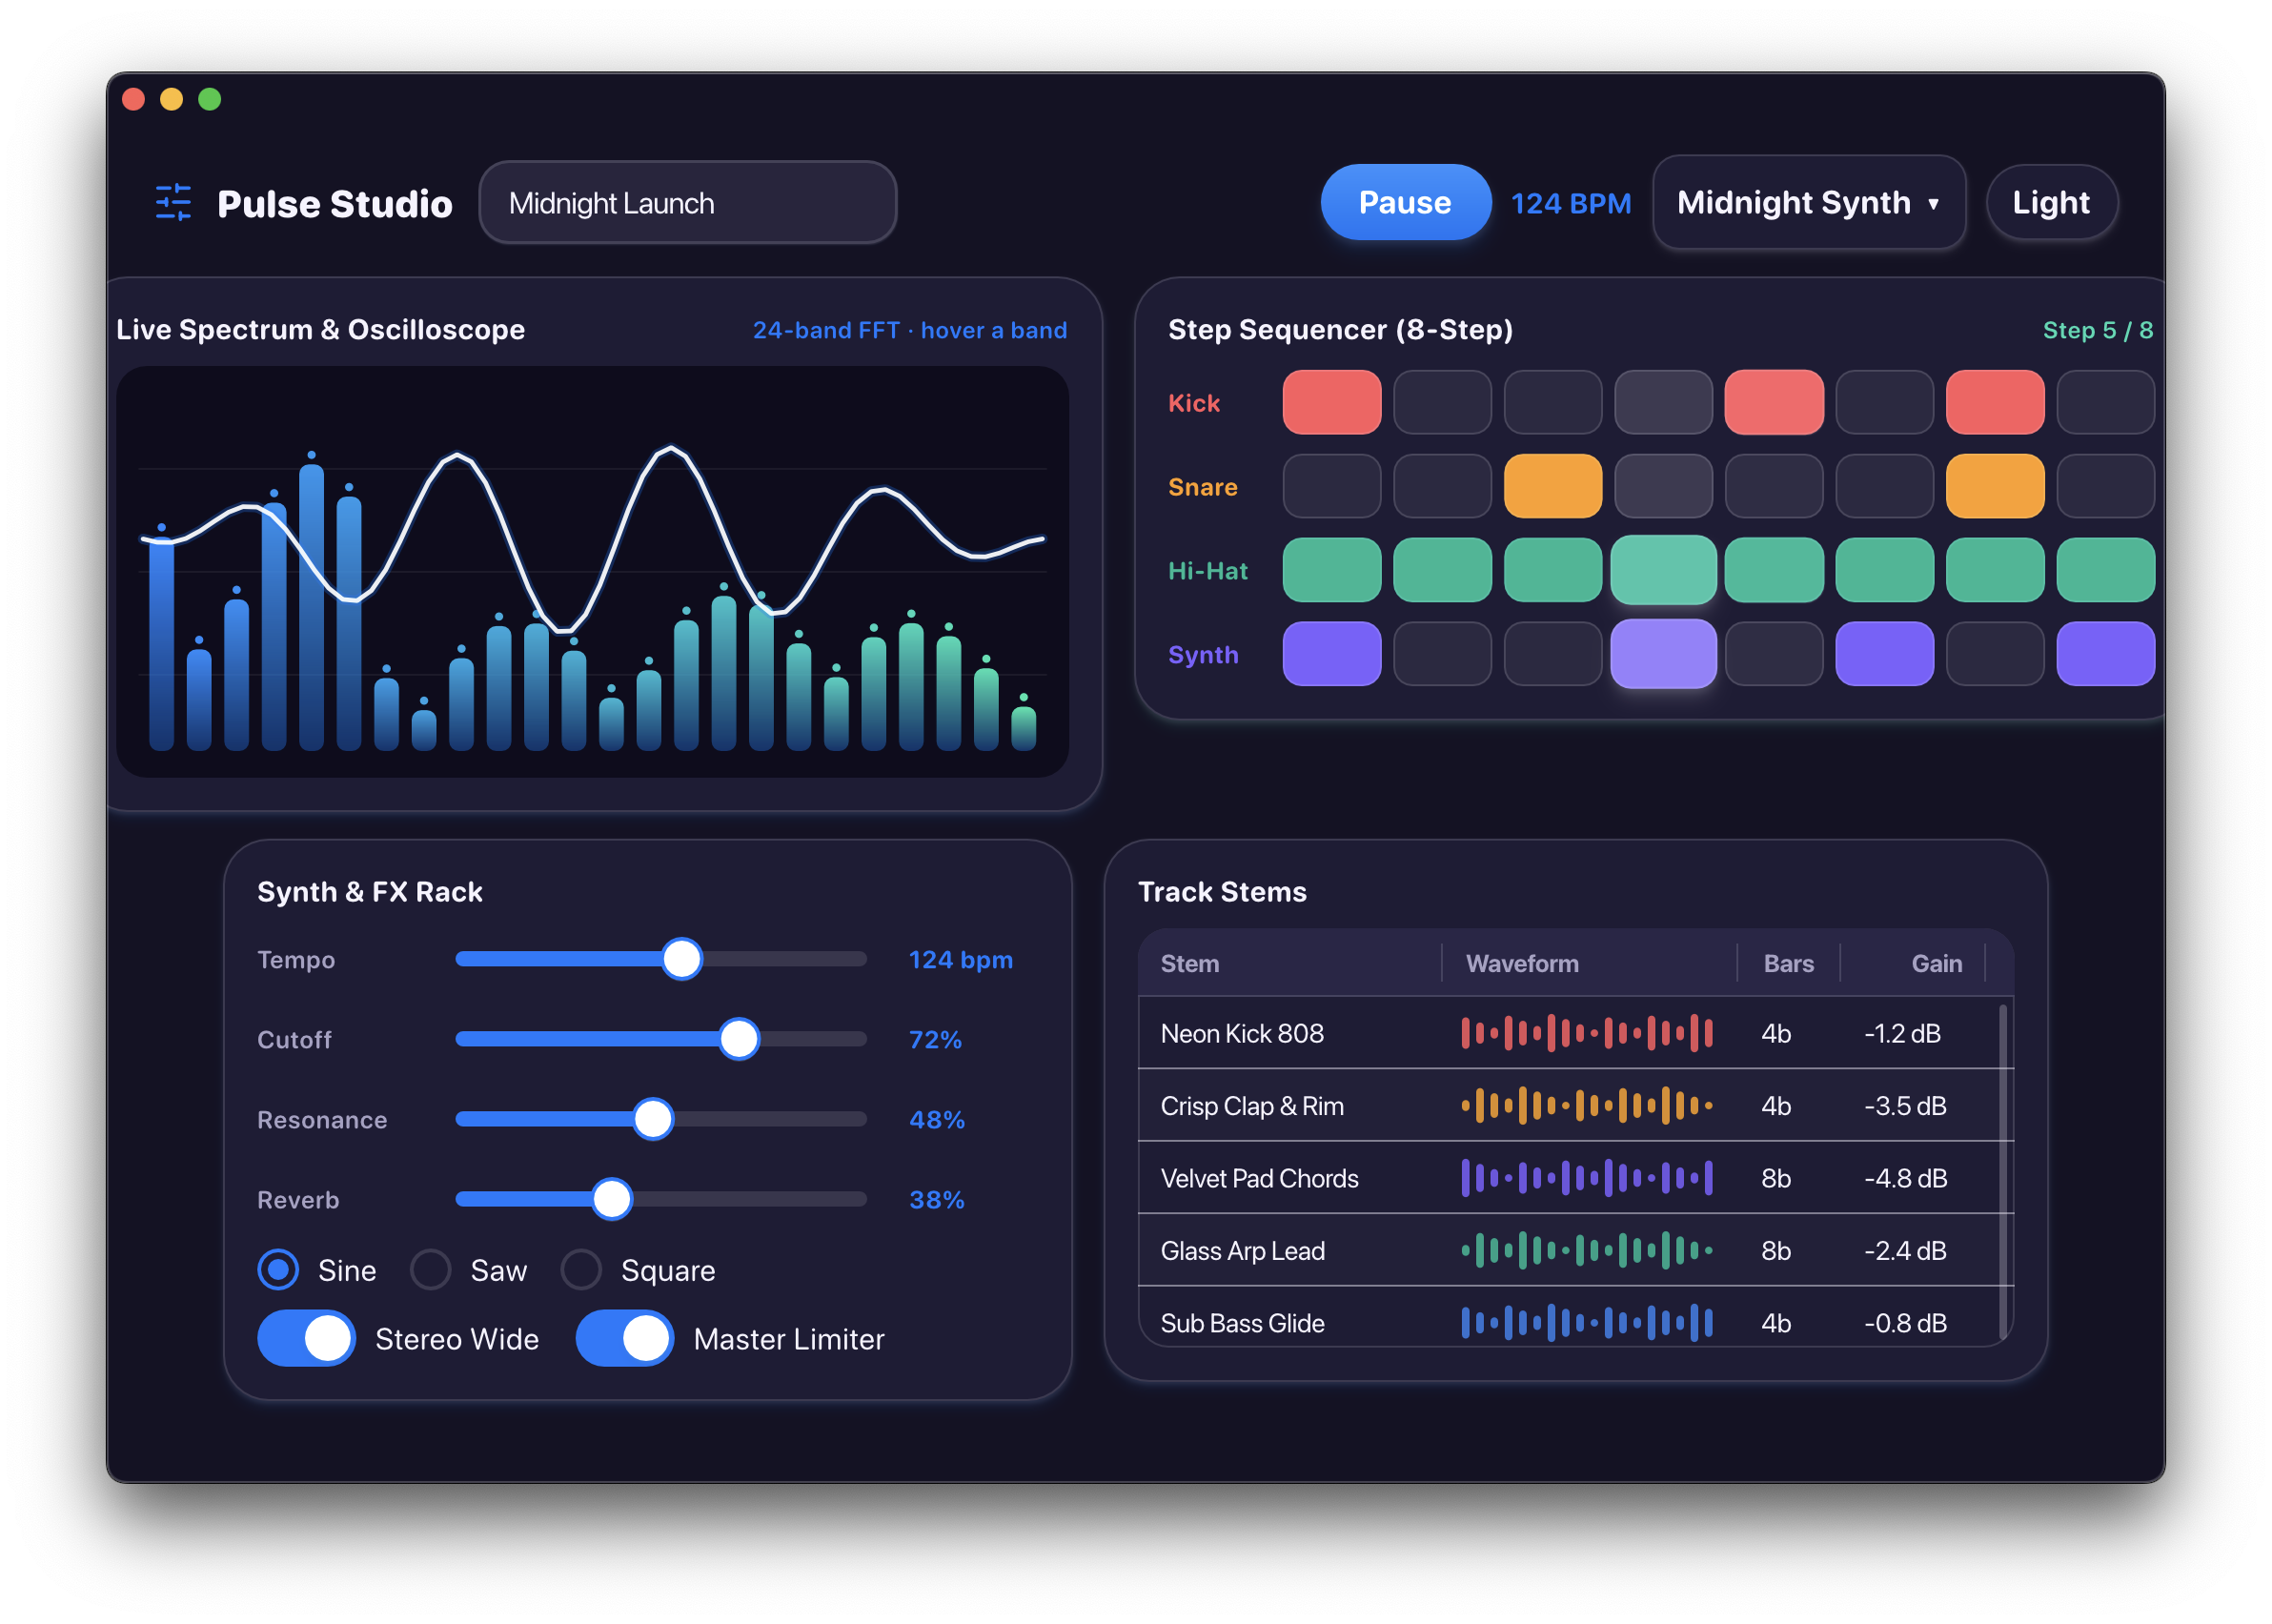 Pulse Studio
Midnight Launch
Pause
124 BPM
Midnight Synth ▾
Light
Live Spectrum & Oscilloscope
24-band FFT · hover a band
Step Sequencer (8-Step)
Step 5 / 8
Kick
Snare
Hi-Hat
Synth
Synth & FX Rack
Tempo
124 bpm
Cutoff
72%
Resonance
48%
Reverb
38%
Sine
Saw
Square
Stereo Wide
Master Limiter
Track Stems
Stem Waveform Bars Gain
Neon Kick 808 4b -1.2 dB
Crisp Clap & Rim 4b -3.5 dB
Velvet Pad Chords 8b -4.8 dB
Glass Arp Lead 8b -2.4 dB
Sub Bass Glide 4b -0.8 dB